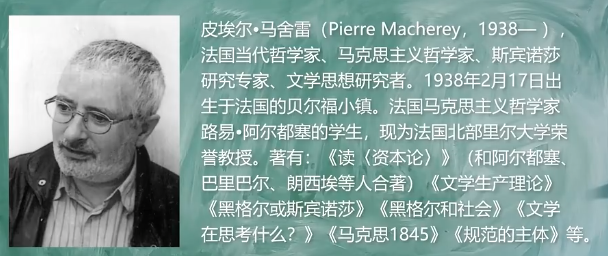 皮埃尔•马舍雷（Pierre Macherey，1938— ），
法国当代哲学家、马克思主义哲学家、斯宾诺莎
研究专家、文学思想研究者。1938年2月17日出
生于法国的贝尔福小镇。法国马克思主义哲学家
路易•阿尔都塞的学生，现为法国北部里尔大学荣
誉教授。著有：《读〈资本论〉》（和阿尔都塞、
巴里巴尔、朗西埃等人合著）《文学生产理论》
《黑格尔或斯宾诺莎》《黑格尔和社会》《文学
在思考什么？》《马克思1845》《规范的主体》等。